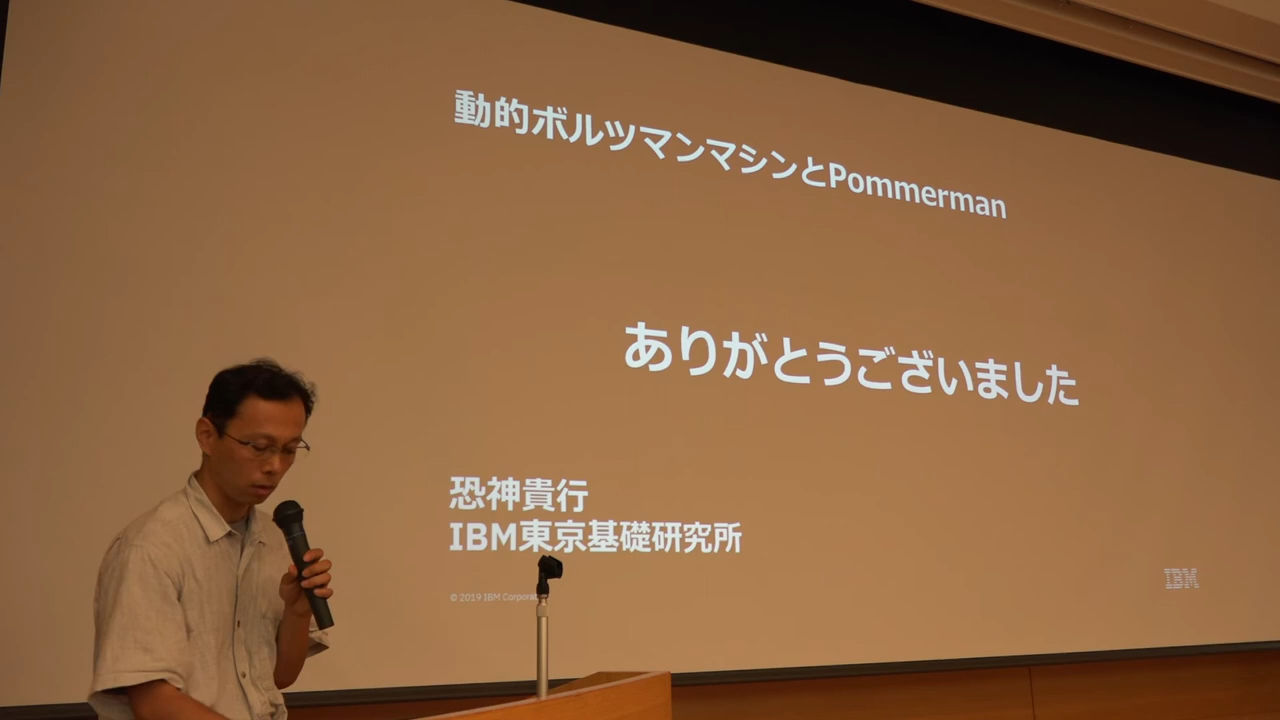 動的ボルツマンマシンとPommerman
ありがとうございました
恐神貴行
IBM東京基礎研究所
© 2019 IBM
IBM